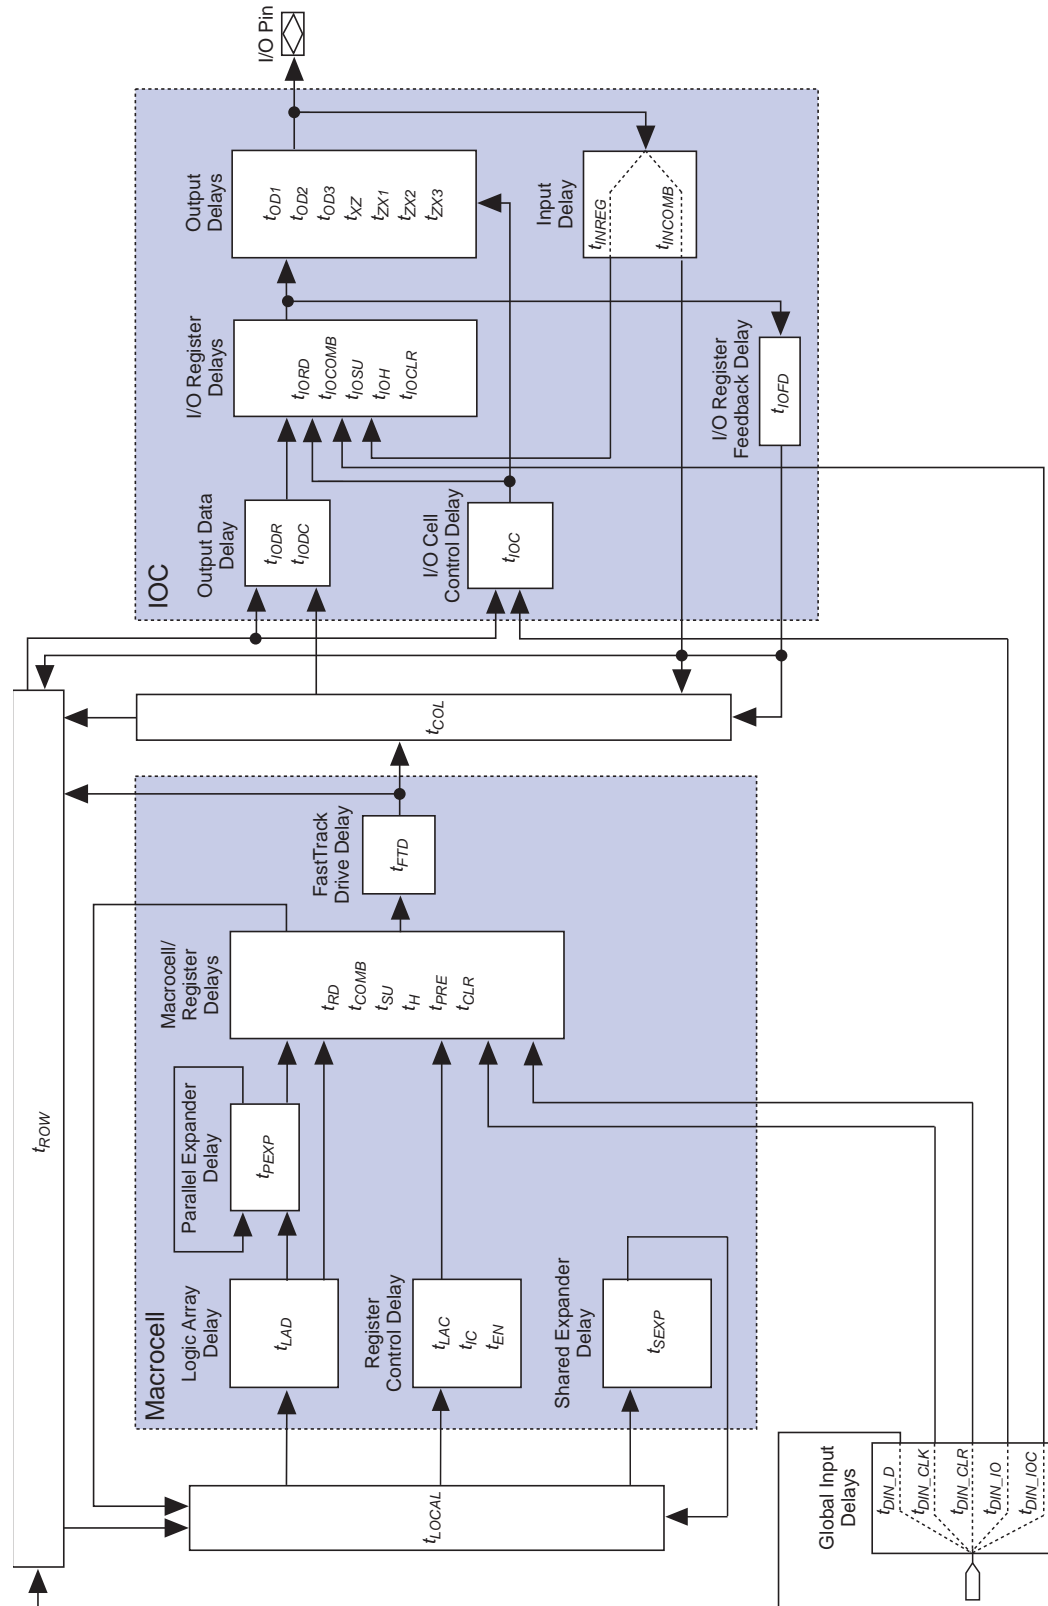 I/O Pin
Output
Delays
tOD1
tOD2
tOD3
tXZ
tZX1
tZX2
tZX3
Input
Delay
tINREG
tINCOMB
I/O Register
Delays
tIORD
tIOCOMB
tIOSU
tIOH
tIOCLR
I/O Register
Feedback Delay
tIOFD
IOC
Output Data
Delay
tIODR
tIODC
I/O Cell
Control Delay
tIOC
tCOL
tROW
FastTrack
Drive Delay
tFTD
Macrocell/
Register
Delays
tRD
tCOMB
tSU
tH
tPRE
tCLR
Parallel Expander
Delay
tPEXP
Macrocell
Logic Array
Delay
tLAD
Register
Control Delay
tLAC
tIC
tEN
Shared Expander
Delay
tSEXP
tLOCAL
Global Input
Delays
tDIN_D
tDIN_CLK
tDIN_CLR
tDIN_IO
tDIN_IOC